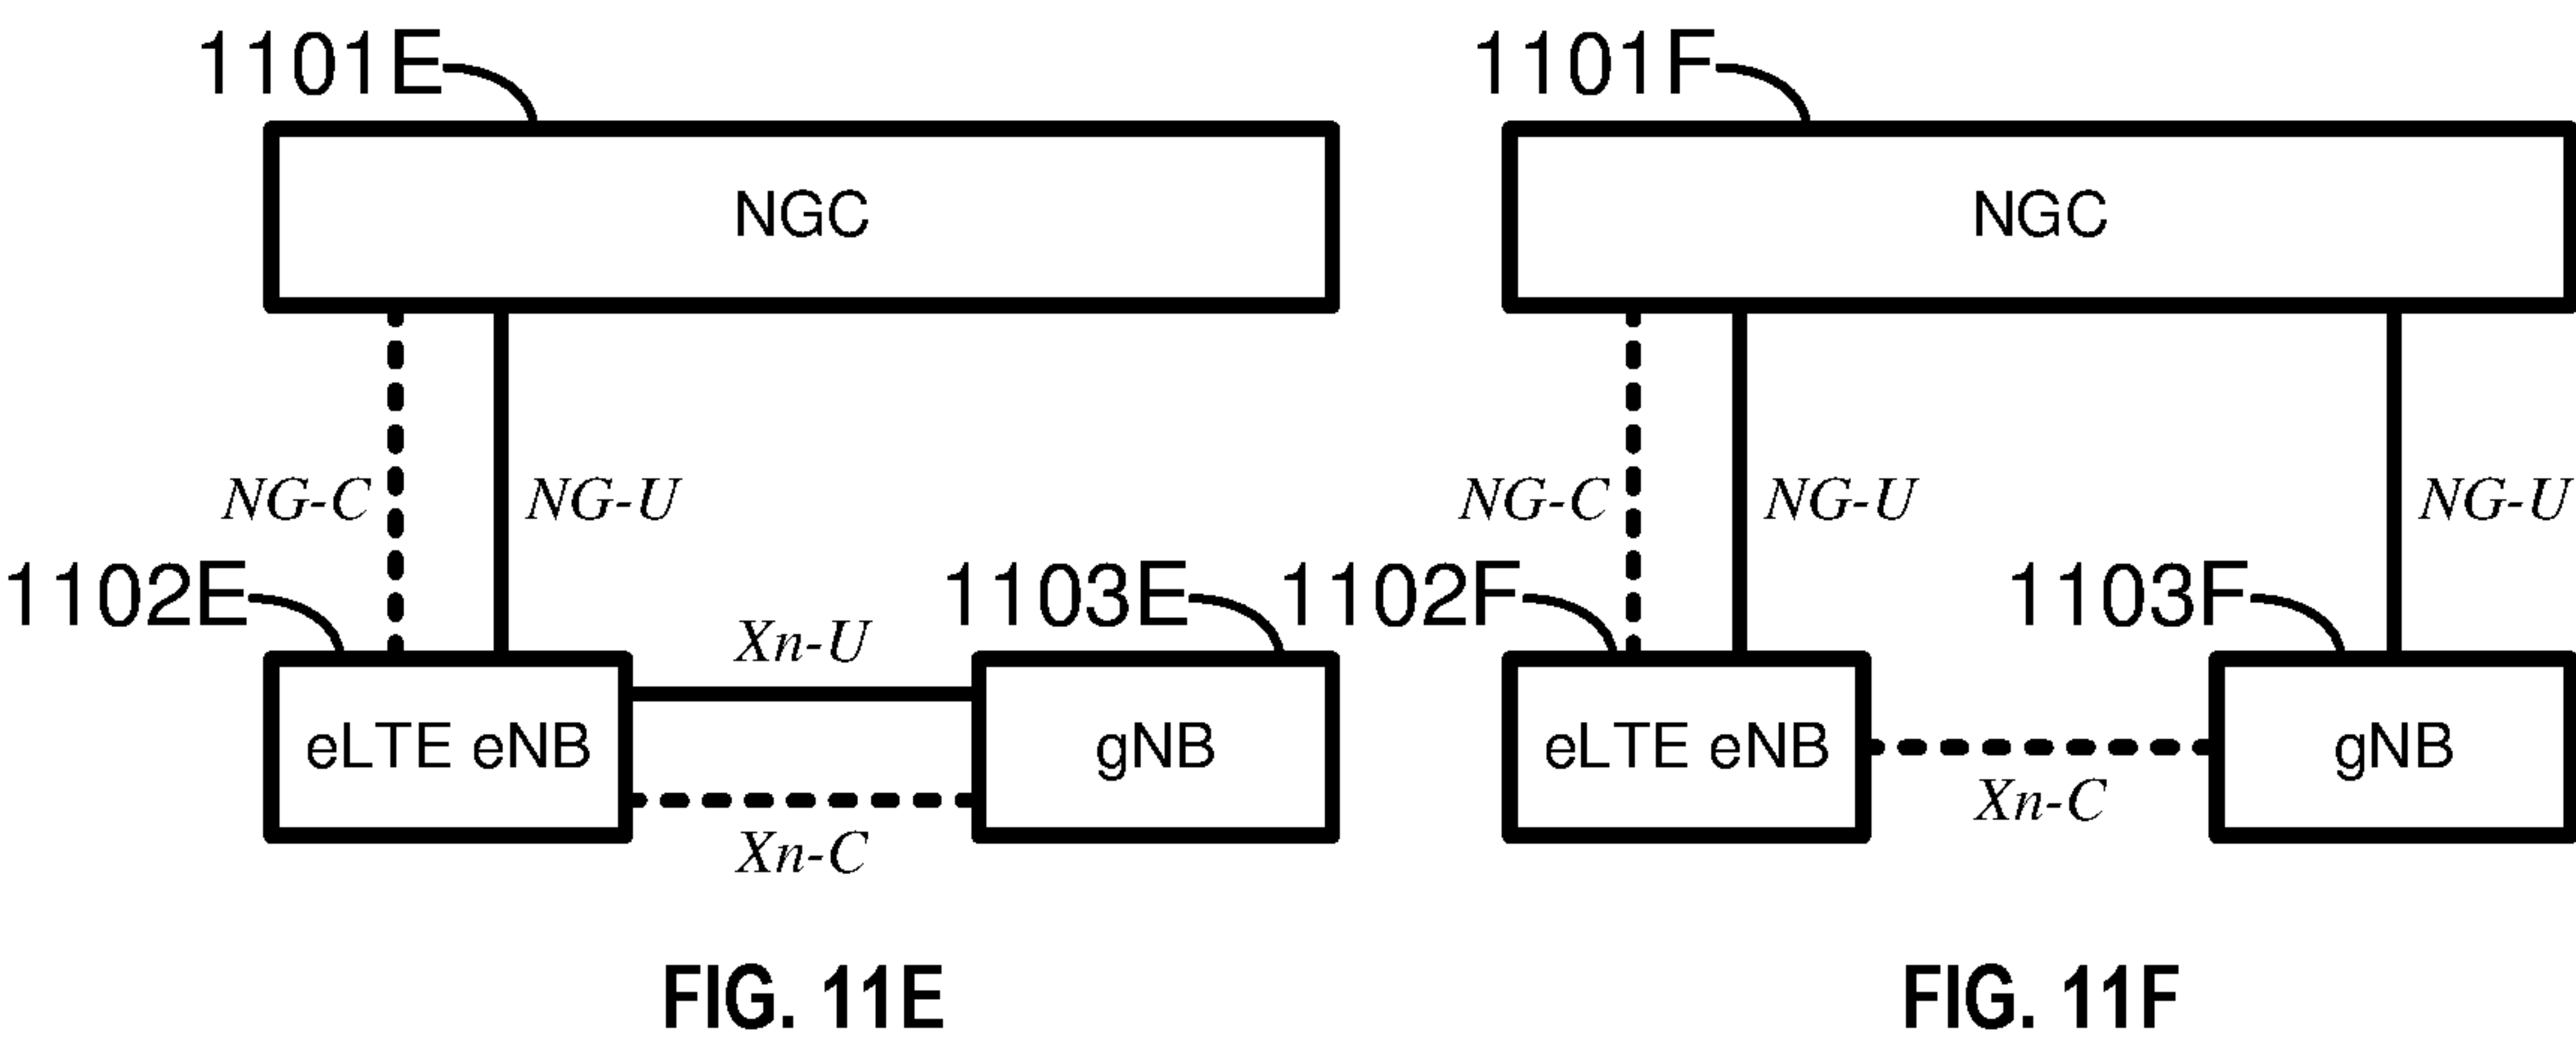 1101E
NGC
NG-C
NG-U
1102E
1103E
Xn-U
eLTE eNB
gNB
Xn-C
FIG. 11E
1101F
NGC
NG-C
NG-U
NG-U
1102F
1103F
eLTE eNB
gNB
Xn-C
FIG. 11F